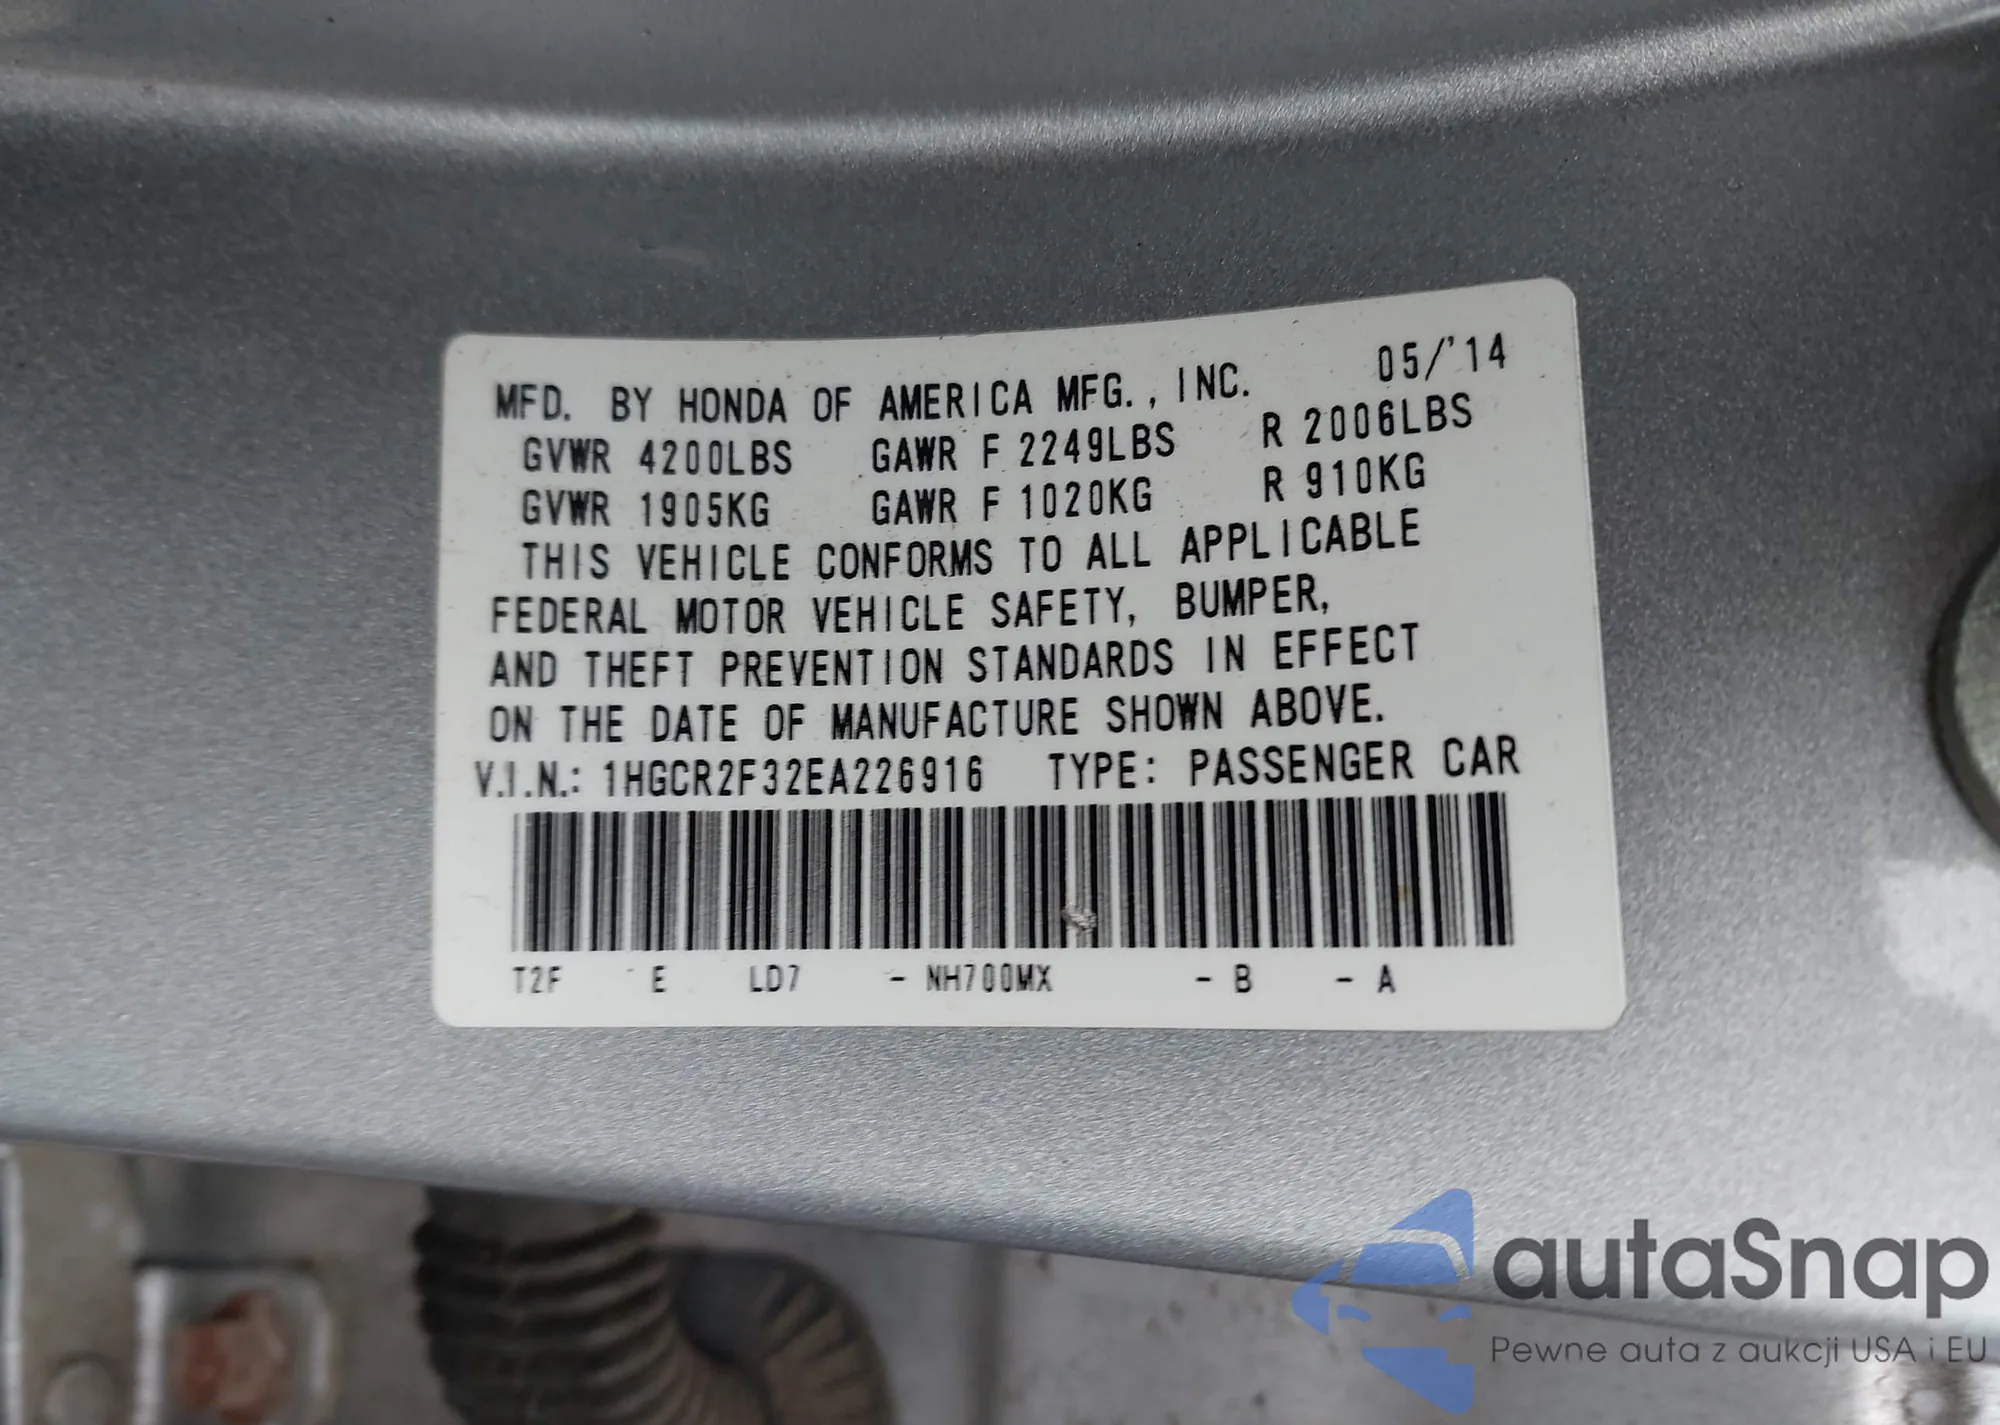 MFD. BY HONDA OF AMERICA MFG., INC. 05/'14
GVWR 4200LBS GAWR F 2249LBS R 2006LBS
GVWR 1905KG GAWR F 1020KG R 910KG
THIS VEHICLE CONFORMS TO ALL APPLICABLE
FEDERAL MOTOR VEHICLE SAFETY, BUMPER,
AND THEFT PREVENTION STANDARDS IN EFFECT
ON THE DATE OF MANUFACTURE SHOWN ABOVE.
V.I.N.: 1HGCR2F32EA226916 TYPE: PASSENGER CAR
T2F - E LD7 - NH700MX - B - A
autaSnap
Pewne auta z aukcji USA i EU